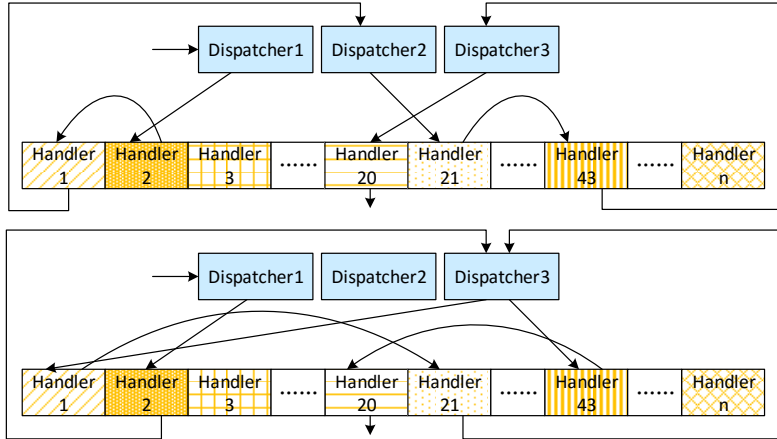 Dispatcher1 Dispatcher2 Dispatcher3
Handler Handler Handler Handler Handler Handler Handler
1 2 3 ...... 20 21 ...... 43 ...... n
Dispatcher1 Dispatcher2 Dispatcher3
Handler Handler Handler Handler Handler Handler Handler
1 2 3 ...... 20 21 ...... 43 ...... n